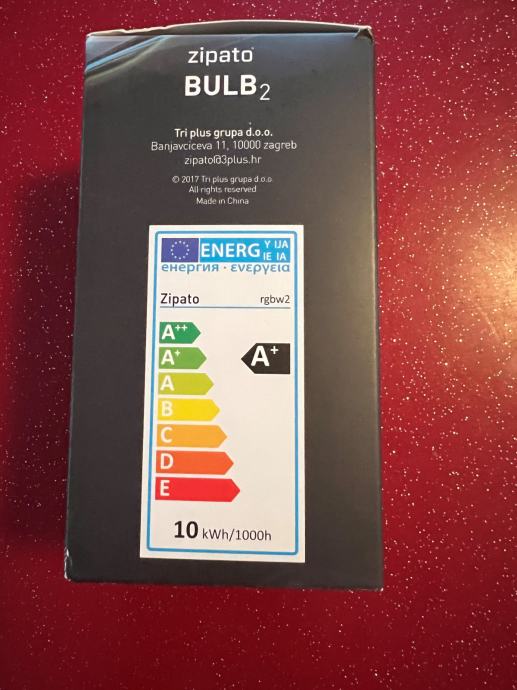 zipato
BULB2
Tri plus grupa d.o.o.
Banjavciceva 11, 10000 zagreb
zipato@3plus.hr
© 2017 Tri plus grupa d.o.o.
All rights reserved
Made in China
ENERG Y IJA
IE IA
енергия · ενεργεια
Zipato rgbw2
A++
A+ A+
A
B
C
D
E
10 kWh/1000h